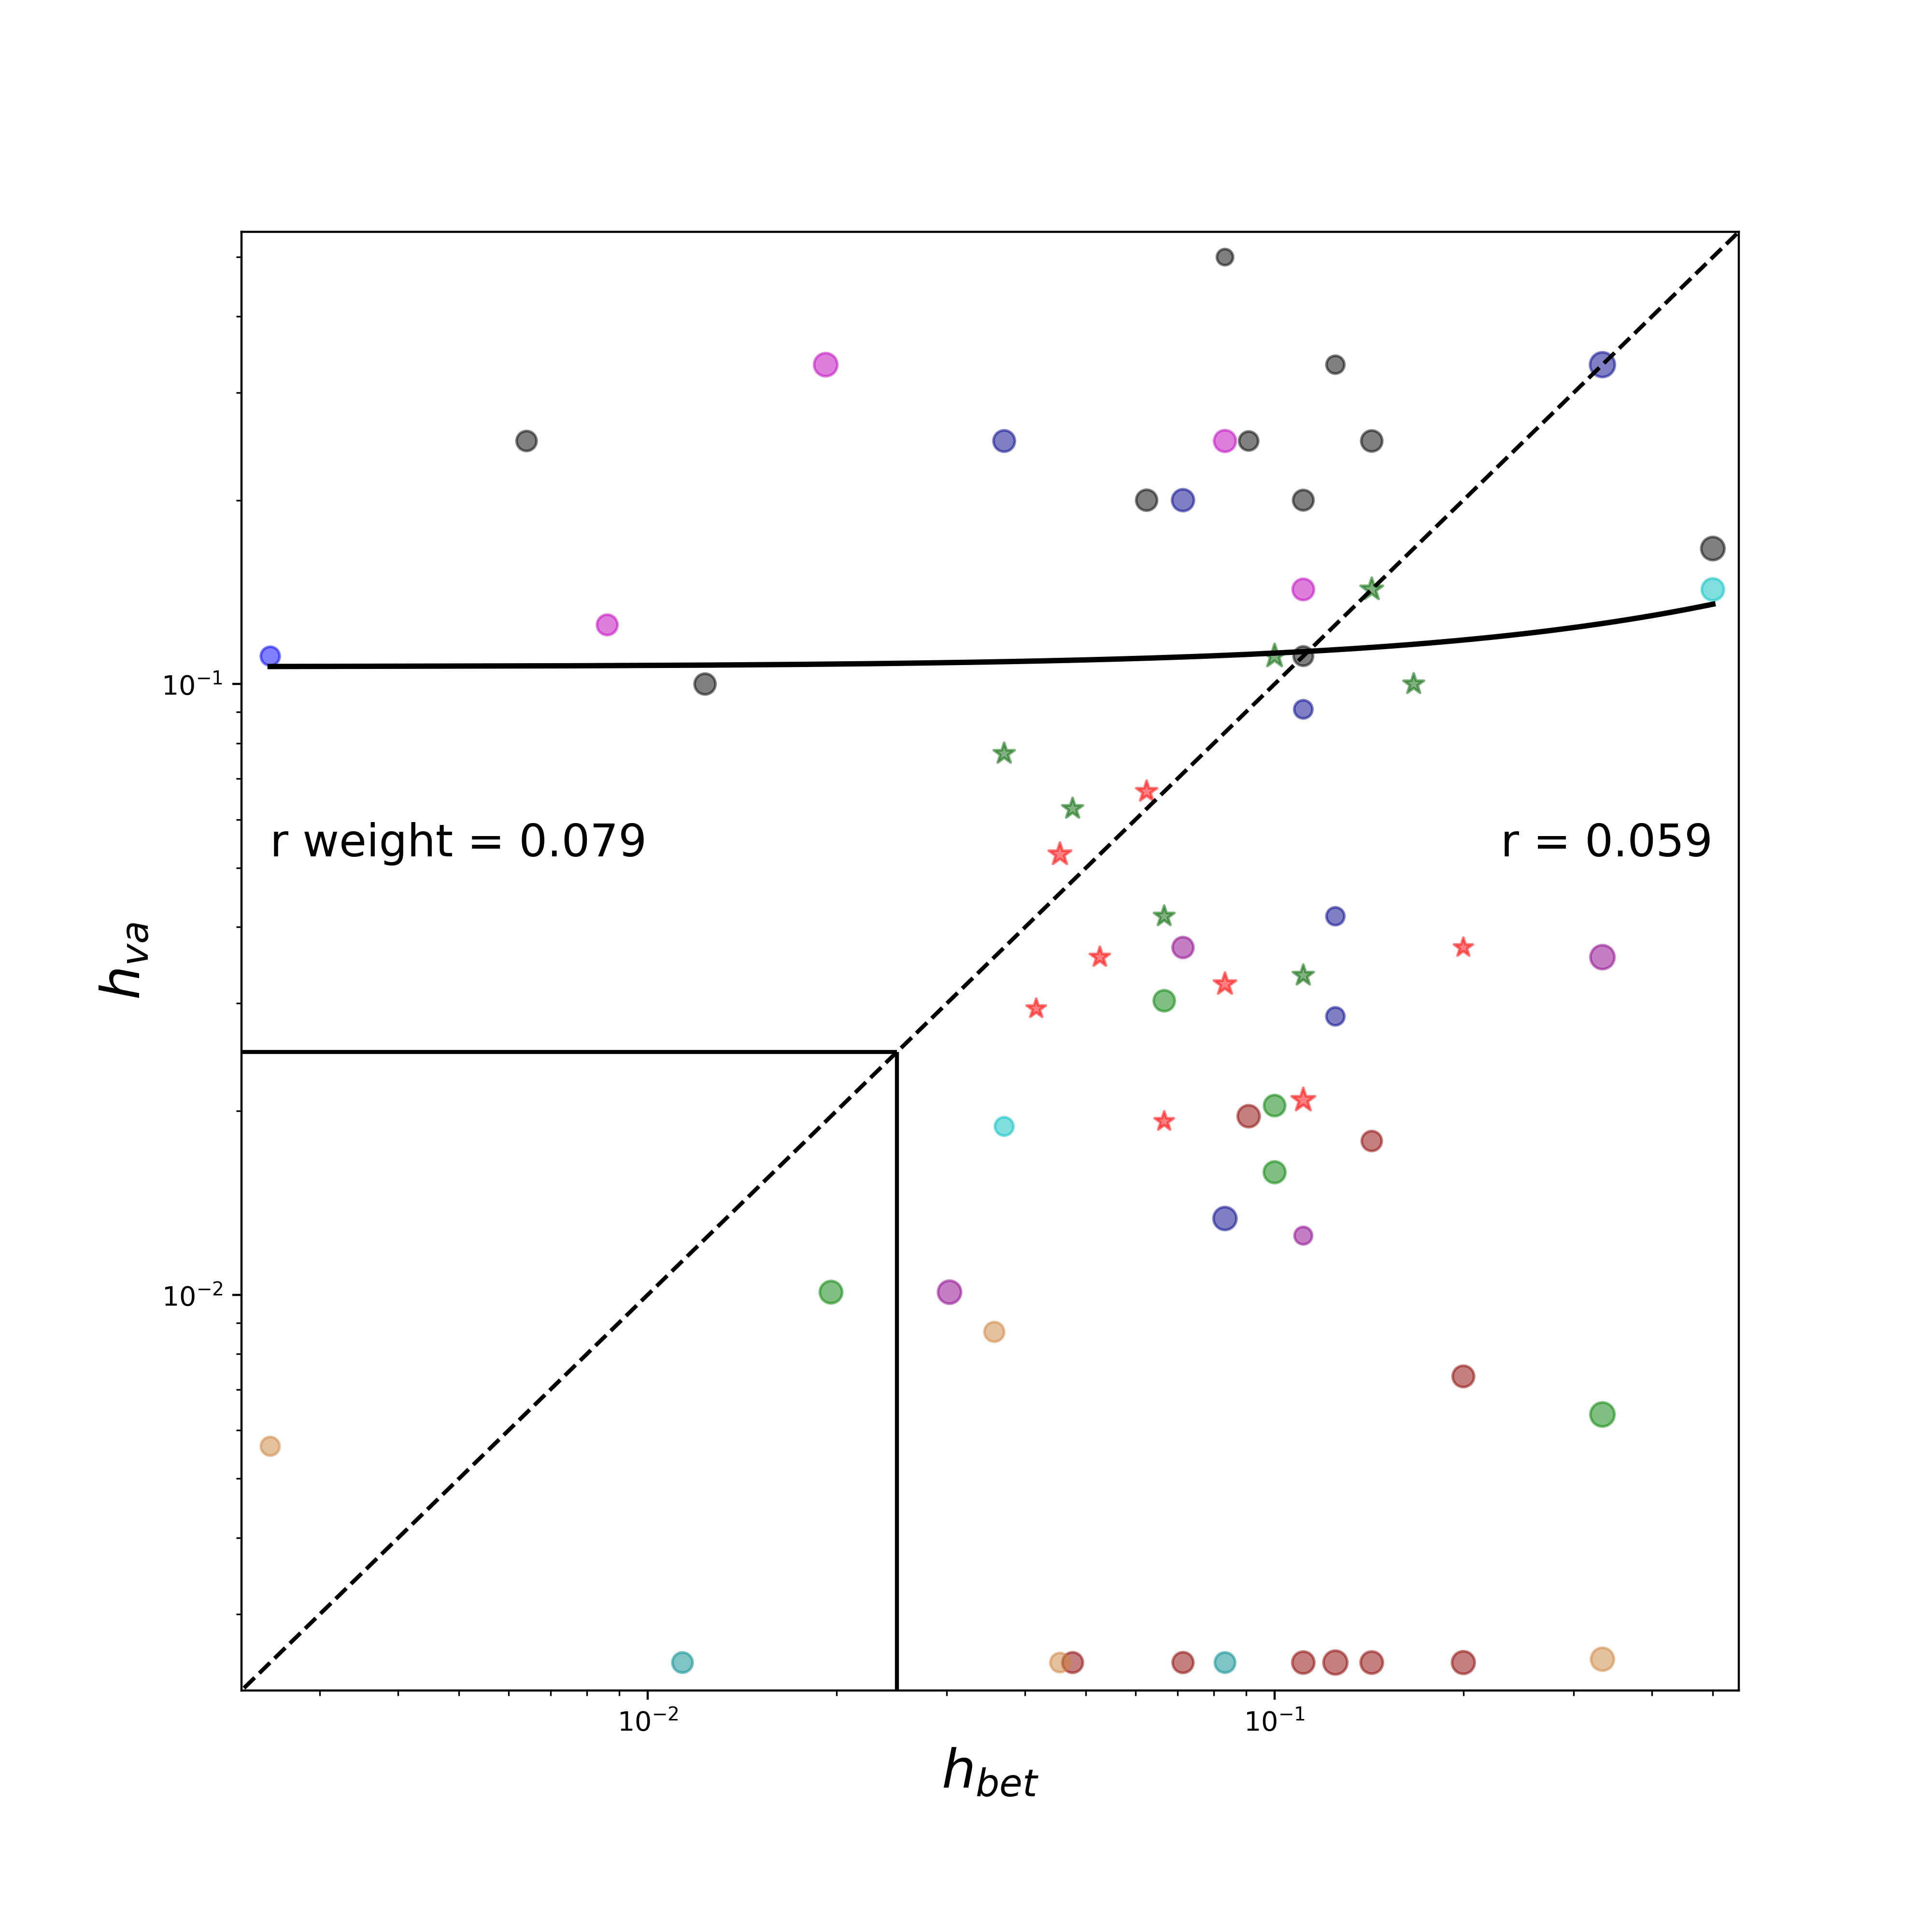 10⁻¹
r weight = 0.079
r = 0.059
h_va
10⁻²
10⁻² 10⁻¹
h_bet